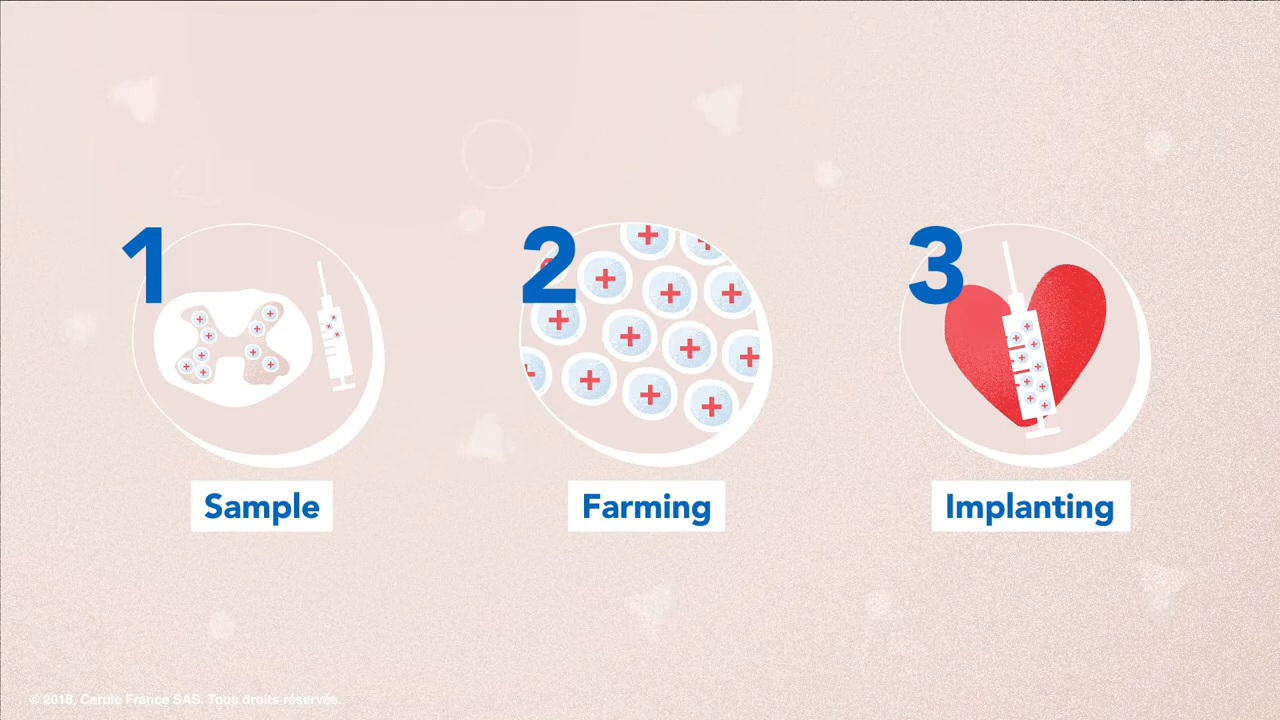 1
2
3
Sample
Farming
Implanting
© 2018, Cerule France SAS. Tous droits réservés.